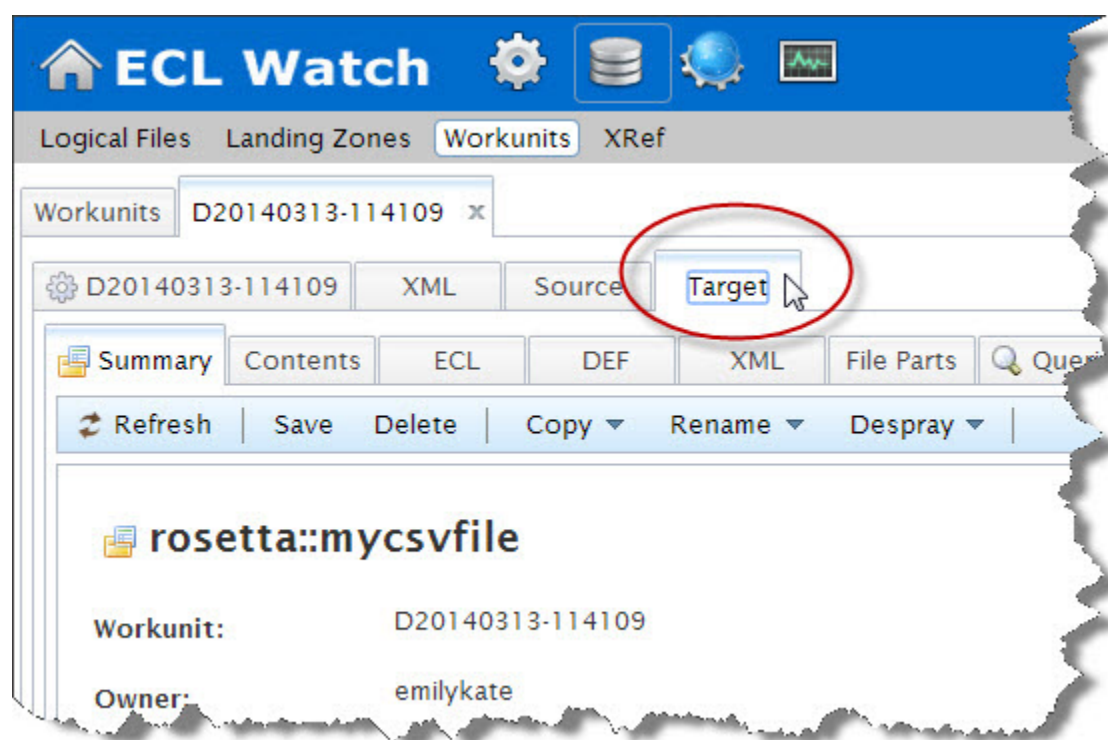 ECL Watch
Logical Files Landing Zones Workunits XRef
Workunits D20140313-114109 x
D20140313-114109 XML Source Target
Summary Contents ECL DEF XML File Parts Quer
Refresh Save Delete Copy Rename Despray
rosetta::mycsvfile
Workunit: D20140313-114109
Owner: emilykate